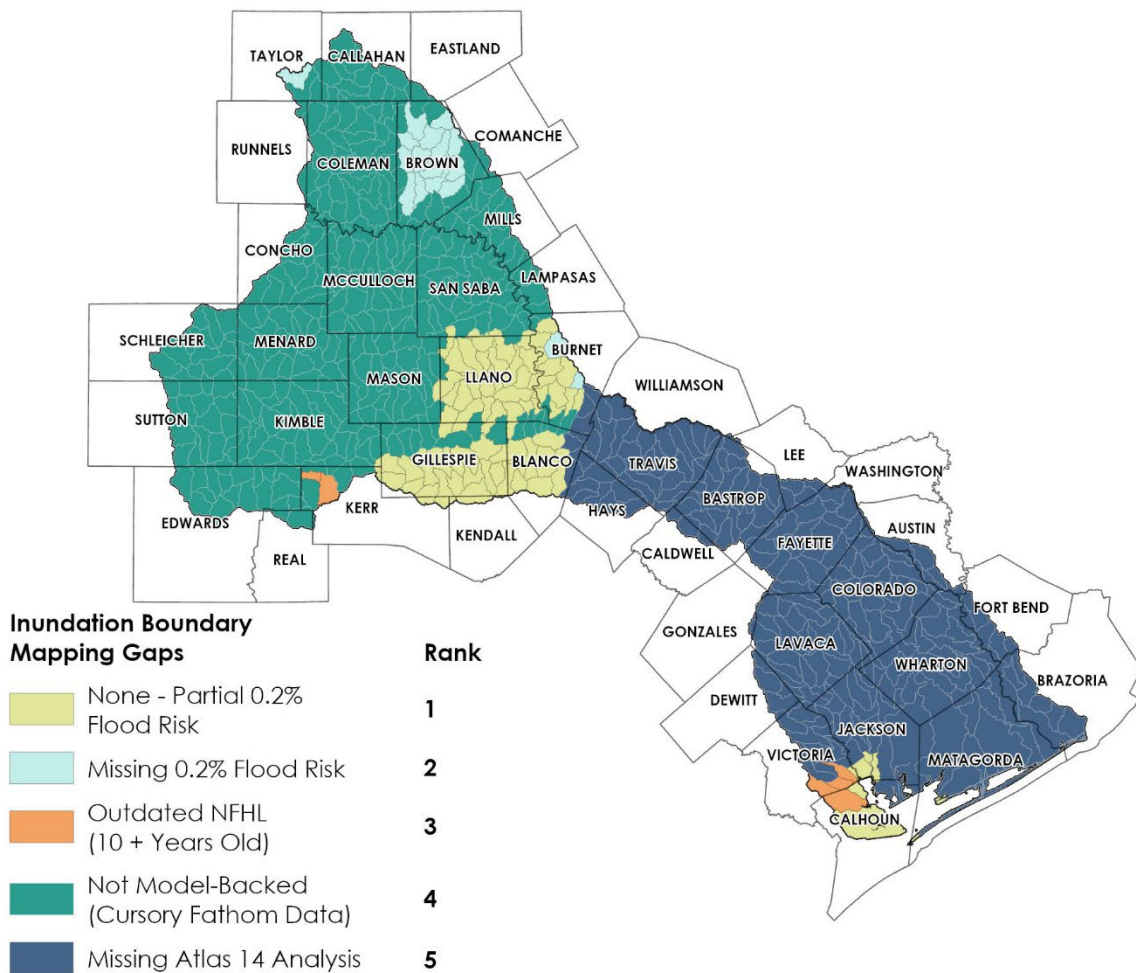 TAYLOR
CALLAHAN
EASTLAND
RUNNELS
COLEMAN
BROWN
COMANCHE
MILLS
CONCHO
MCCULLOCH
SAN SABA
LAMPASAS
SCHLEICHER
MENARD
MASON
LLANO
BURNET
WILLIAMSON
SUTTON
KIMBLE
GILLESPIE
BLANCO
TRAVIS
LEE
WASHINGTON
BASTROP
EDWARDS
KERR
KENDALL
HAYS
AUSTIN
REAL
CALDWELL
FAYETTE
COLORADO
FORT BEND
GONZALES
LAVACA
WHARTON
BRAZORIA
DEWITT
JACKSON
VICTORIA
MATAGORDA
CALHOUN
Inundation Boundary
Mapping Gaps Rank
None - Partial 0.2%
Flood Risk 1
Missing 0.2% Flood Risk 2
Outdated NFHL
(10 + Years Old) 3
Not Model-Backed
(Cursory Fathom Data) 4
Missing Atlas 14 Analysis 5